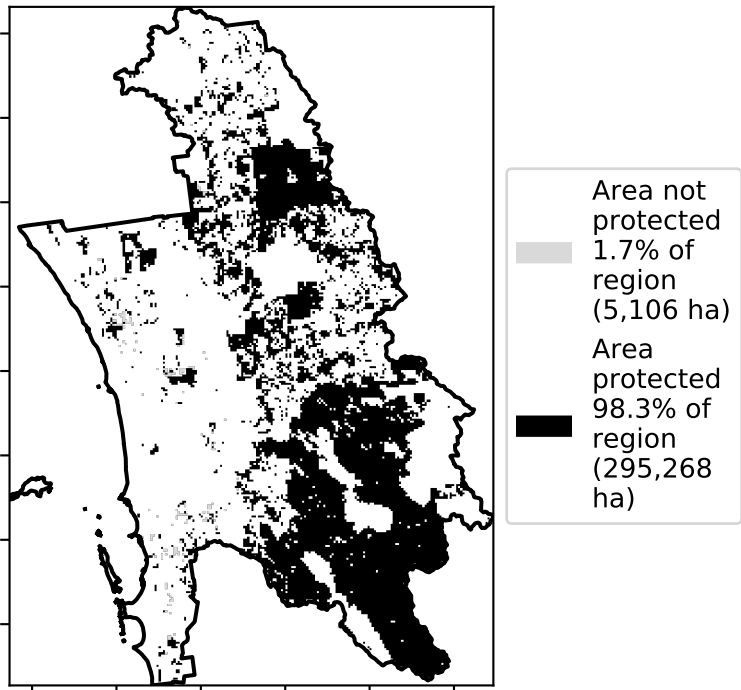 Area not
protected
1.7% of
region
(5,106 ha)
Area
protected
98.3% of
region
(295,268
ha)